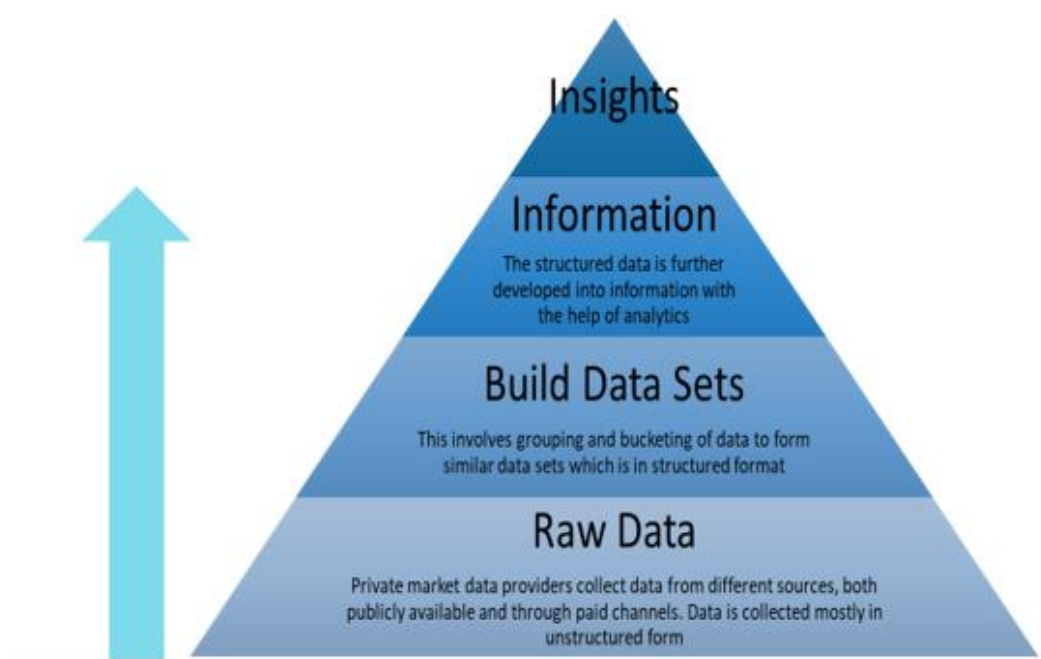 Insights
Information
The structured data is further
developed into information with
the help of analytics
Build Data Sets
This involves grouping and bucketing of data to form
similar data sets which is in structured format
Raw Data
Private market data providers collect data from different sources, both
publicly available and through paid channels. Data is collected mostly in
unstructured form